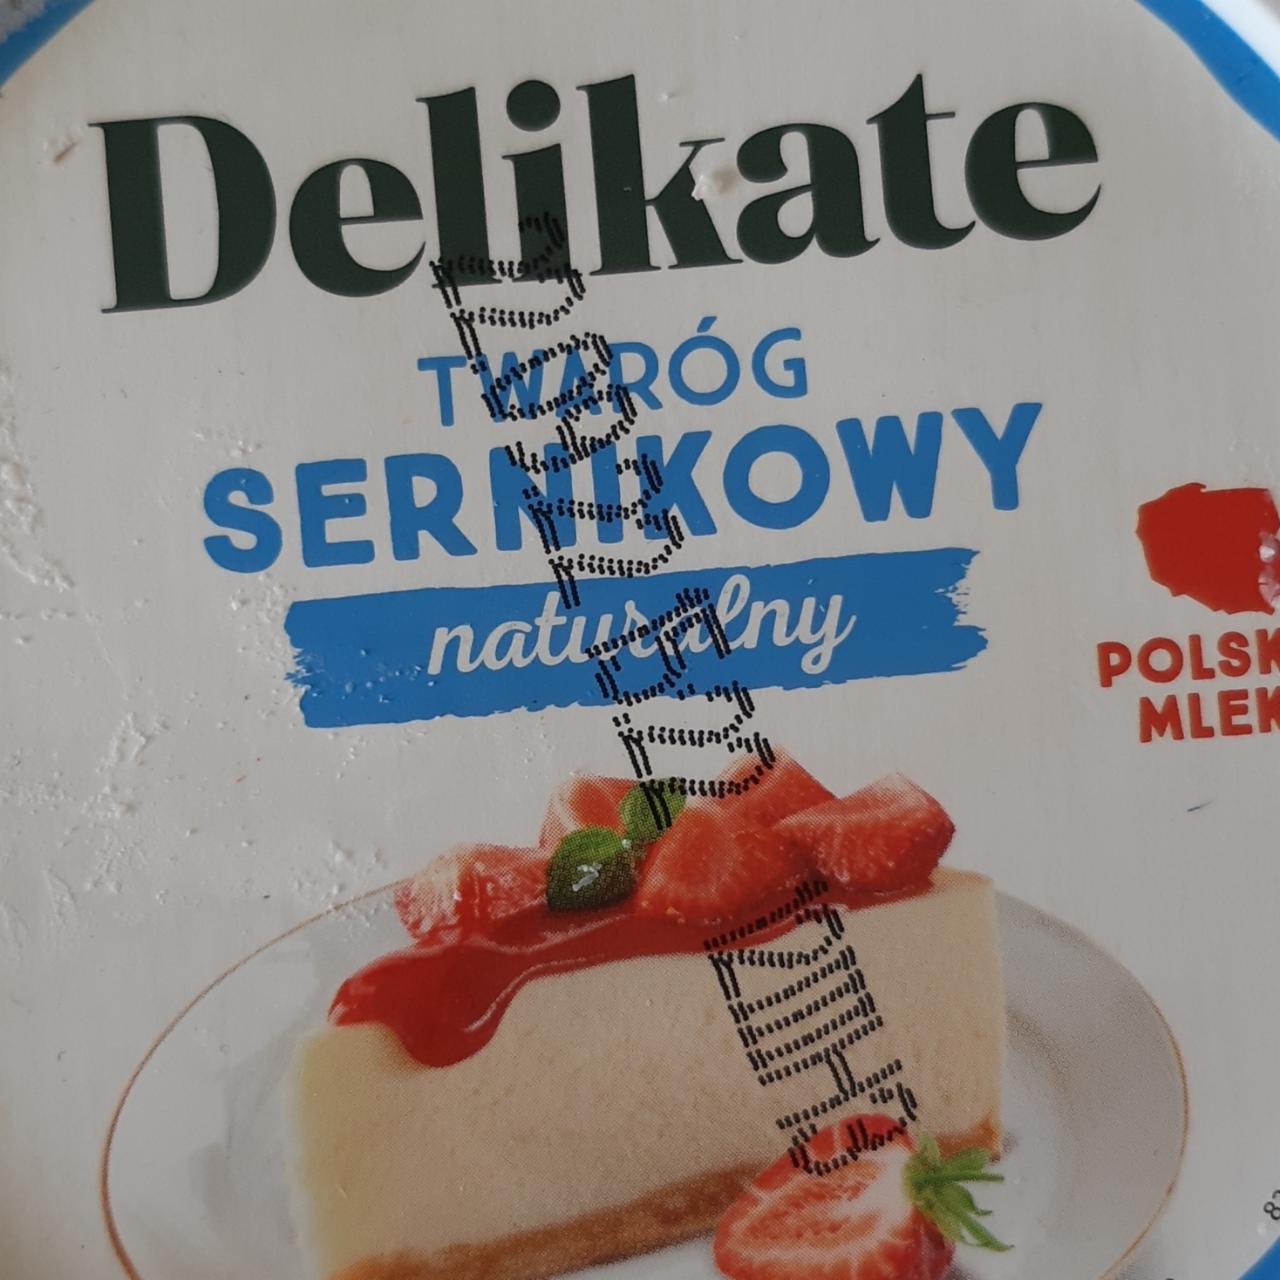 Delikate
TWARÓG
SERNIKOWY
naturalny
POLSK
MLEK